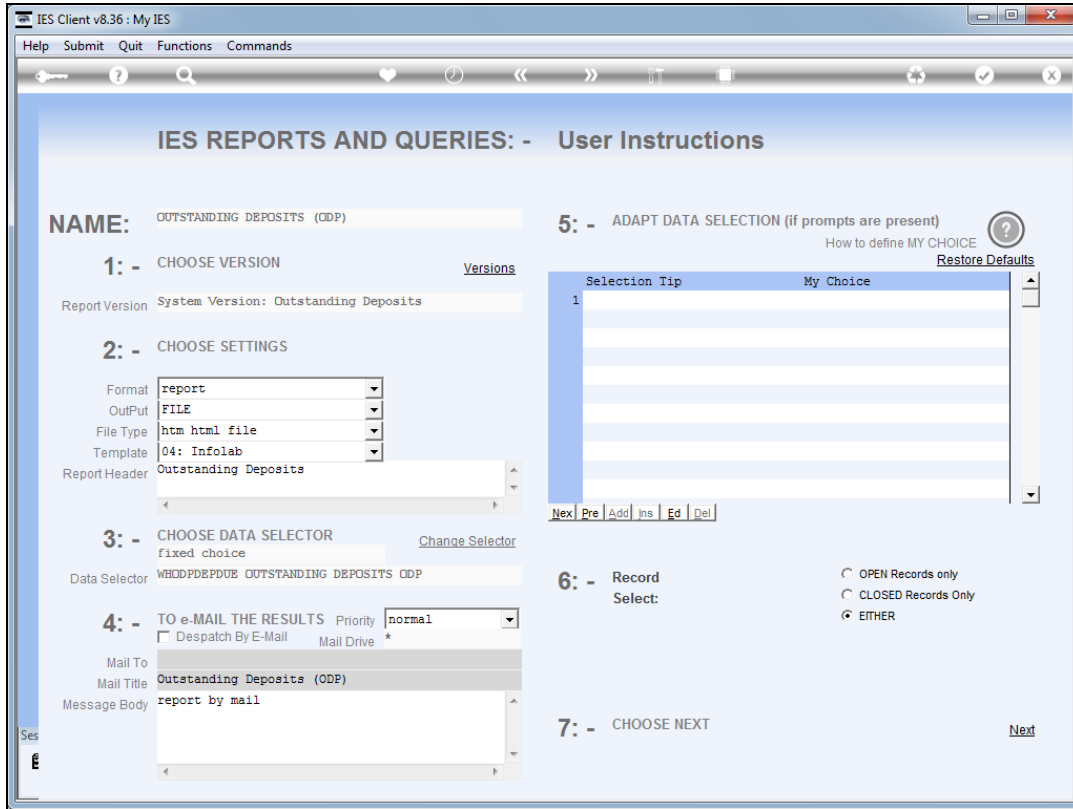 IES Client v8.36 : My IES
Help Submit Quit Functions Commands
IES REPORTS AND QUERIES: - User Instructions
NAME: OUTSTANDING DEPOSITS (ODP)
1: - CHOOSE VERSION Versions
Report Version System Version: Outstanding Deposits
2: - CHOOSE SETTINGS
Format report
OutPut FILE
File Type htm html file
Template 04: Infolab
Report Header Outstanding Deposits
3: - CHOOSE DATA SELECTOR
fixed choice Change Selector
Data Selector WHODPDEPDUE OUTSTANDING DEPOSITS ODP
4: - TO e-MAIL THE RESULTS Priority normal
Despatch By E-Mail Mail Drive *
Mail To
Mail Title Outstanding Deposits (ODP)
Message Body report by mail
5: - ADAPT DATA SELECTION (if prompts are present)
How to define MY CHOICE ?
Restore Defaults
Selection Tip My Choice
1
Nex Pre Add Ins Ed Del
6: - Record
Select:
OPEN Records only
CLOSED Records Only
EITHER
7: - CHOOSE NEXT Next
Ses